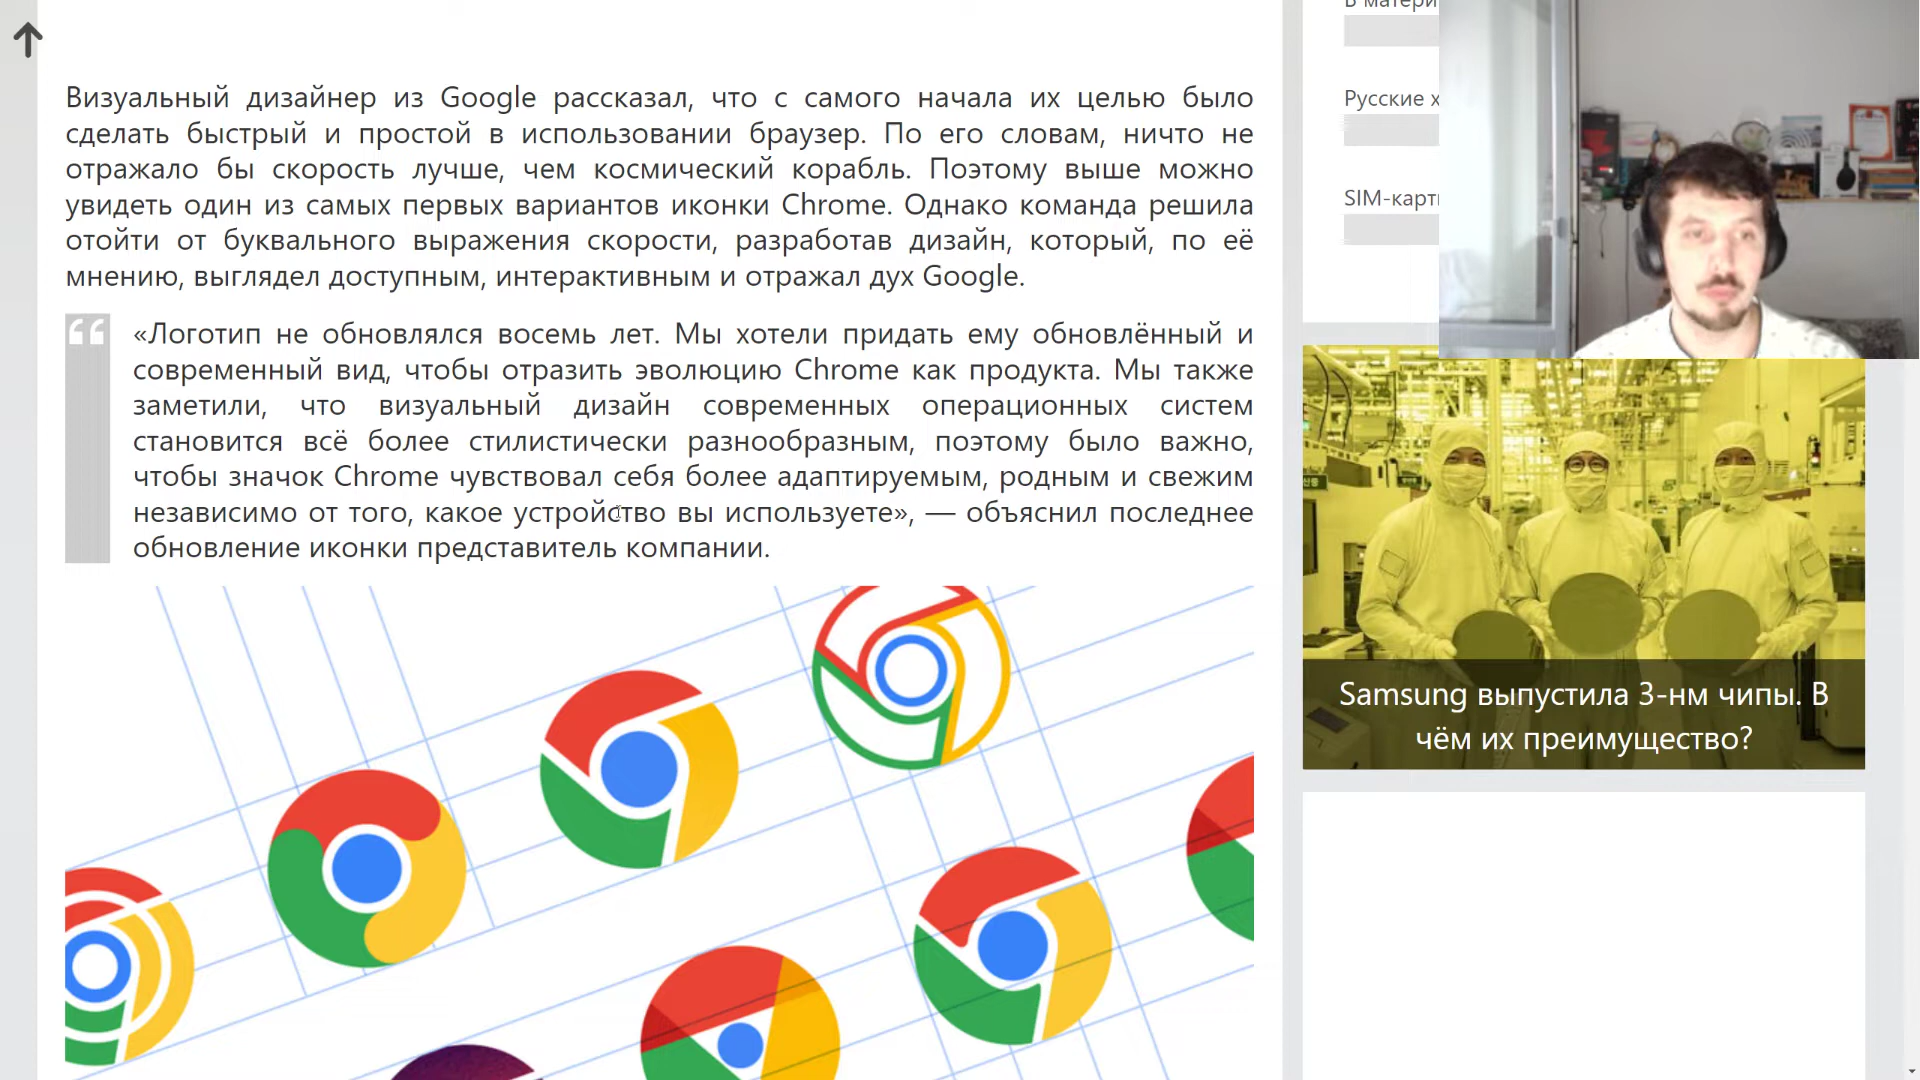 Визуальный дизайнер из Google рассказал, что с самого начала их целью было
сделать быстрый и простой в использовании браузер. По его словам, ничто не
отражало бы скорость лучше, чем космический корабль. Поэтому выше можно
увидеть один из самых первых вариантов иконки Chrome. Однако команда решила
отойти от буквального выражения скорости, разработав дизайн, который, по её
мнению, выглядел доступным, интерактивным и отражал дух Google.
«Логотип не обновлялся восемь лет. Мы хотели придать ему обновлённый и
современный вид, чтобы отразить эволюцию Chrome как продукта. Мы также
заметили, что визуальный дизайн современных операционных систем
становится всё более стилистически разнообразным, поэтому было важно,
чтобы значок Chrome чувствовал себя более адаптируемым, родным и свежим
независимо от того, какое устройство вы используете», — объяснил последнее
обновление иконки представитель компании.
Русские
SIM-карт
Samsung выпустила 3-нм чипы. В
чём их преимущество?